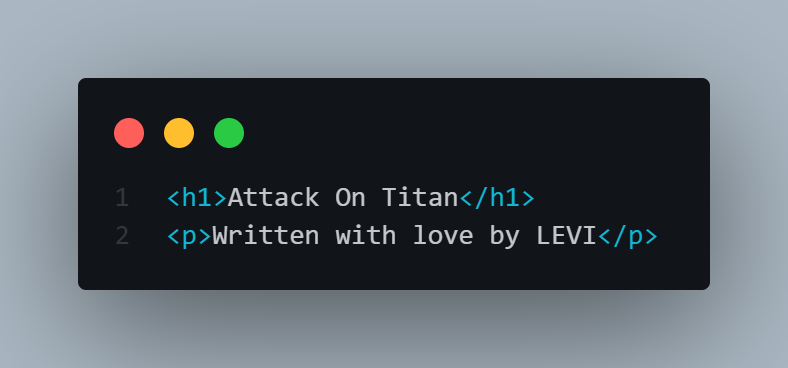 1 <h1>Attack On Titan</h1>
2 <p>Written with love by LEVI</p>